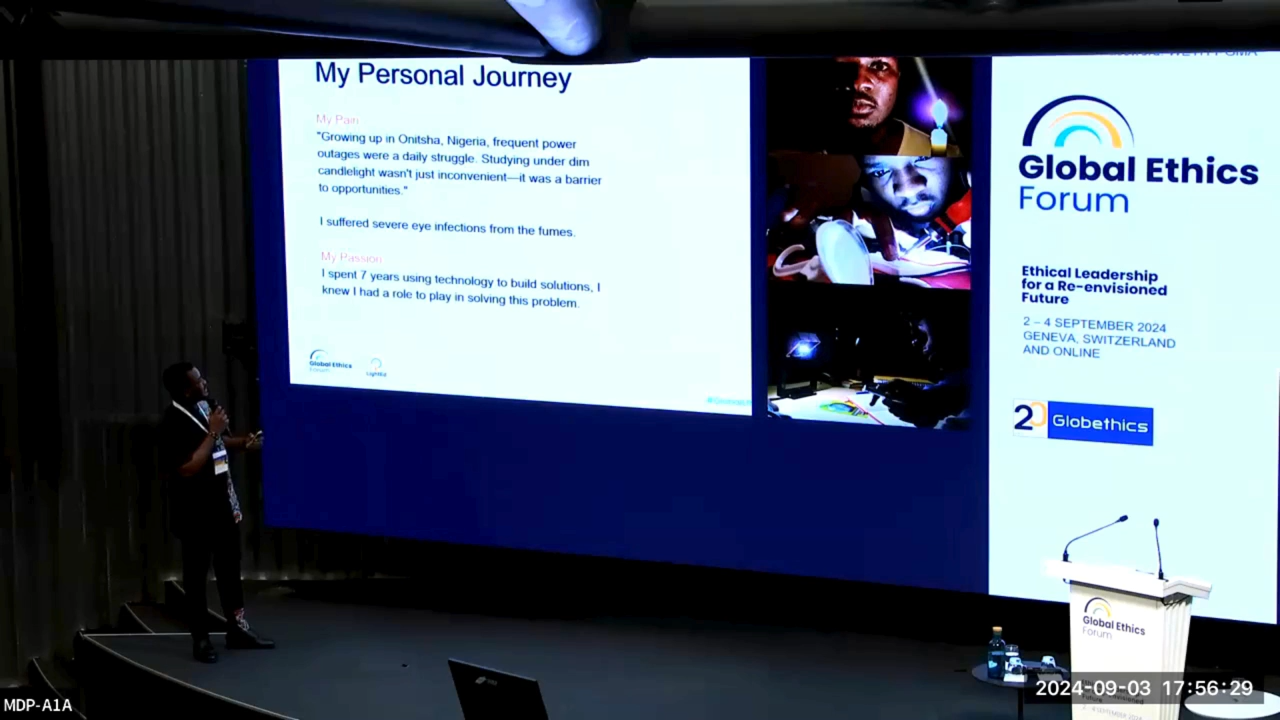 My Personal Journey
My Pain
"Growing up in Onitsha, Nigeria, frequent power
outages were a daily struggle. Studying under dim
candlelight wasn't just inconvenient—it was a barrier
to opportunities."
I suffered severe eye infections from the fumes.
My Passion
I spent 7 years using technology to build solutions, I
knew I had a role to play in solving this problem.
Global Ethics
Forum
LightEd
Global Ethics
Forum
Ethical Leadership
for a Re-envisioned
Future
2 – 4 SEPTEMBER 2024
GENEVA, SWITZERLAND
AND ONLINE
20 Globethics
Global Ethics
Forum
2024-09-03 17:56:29
MDP-A1A